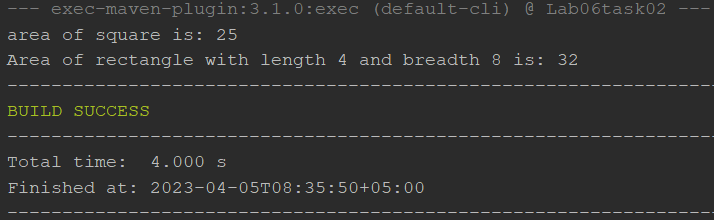 --- exec-maven-plugin:3.1.0:exec (default-cli) @ Lab06task02 ---
area of square is: 25
Area of rectangle with length 4 and breadth 8 is: 32
------------------------------------------------------------------------
BUILD SUCCESS
------------------------------------------------------------------------
Total time:  4.000 s
Finished at: 2023-04-05T08:35:50+05:00
------------------------------------------------------------------------